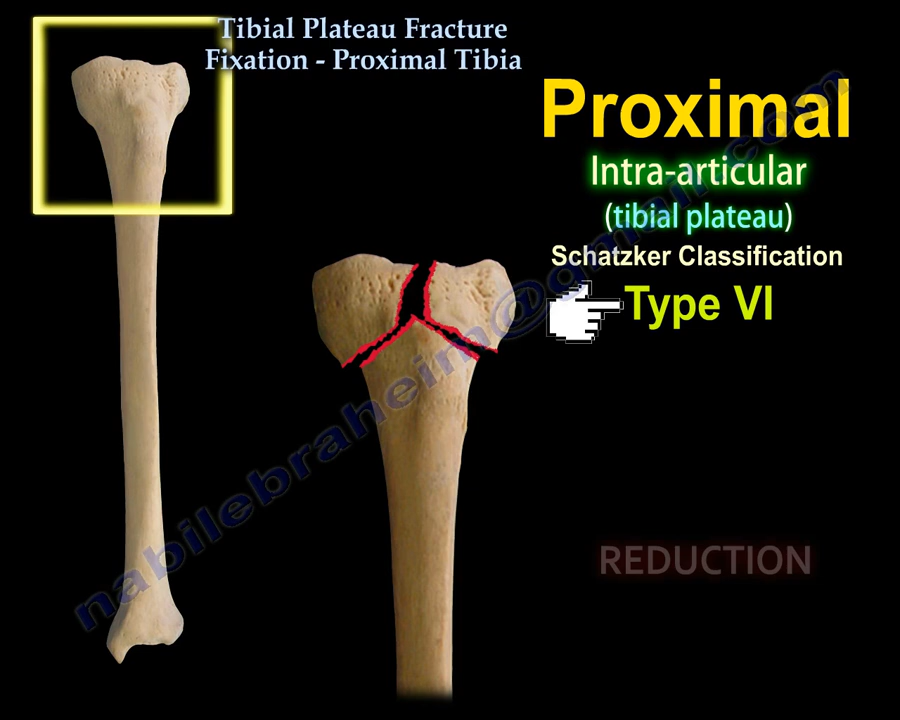 Tibial Plateau Fracture
Fixation - Proximal Tibia
Proximal
Intra-articular
(tibial plateau)
Schatzker Classification
Type VI
REDUCTION
nabilebraheim@gmail.com